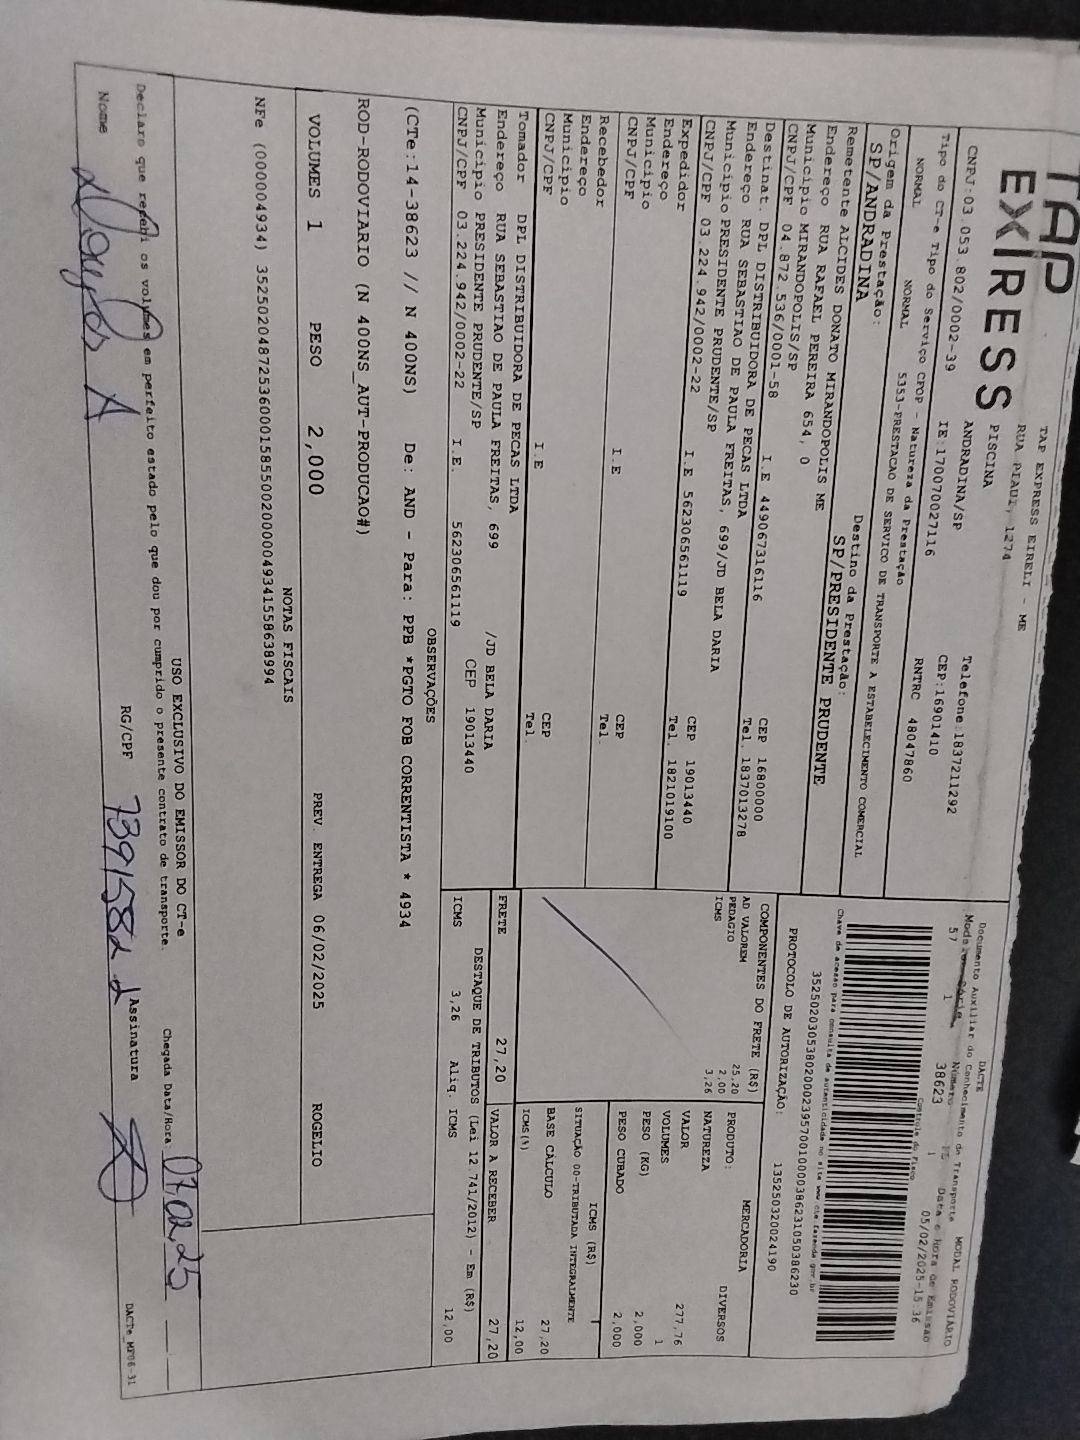 TAP EXPRESS
TAP EXPRESS EIRELI - ME
RUA PIAUI, 1274
PISCINA
ANDRADINA/SP
Telefone:1837211292
CNPJ:03.053.802/0002-39 IE:170070027116 CEP:16901410
Tipo do CT-e Tipo do Serviço CFOP - Natureza da Prestação RNTRC 48047860
NORMAL NORMAL 5353-PRESTACAO DE SERVICO DE TRANSPORTE A ESTABELECIMENTO COMERCIAL
Origem da Prestação: Destino da Prestação:
SP/ANDRADINA SP/PRESIDENTE PRUDENTE
Remetente ALCIDES DONATO MIRANDOPOLIS ME
Endereço RUA RAFAEL PEREIRA 654, 0
Município MIRANDOPOLIS/SP CEP 16800000
CNPJ/CPF 04.872.536/0001-58 I.E 449067316116 Tel. 1837013278
Destinat. DPL DISTRIBUIDORA DE PECAS LTDA
Endereço RUA SEBASTIAO DE PAULA FREITAS, 699/JD BELA DARIA
Município PRESIDENTE PRUDENTE/SP CEP 19013440
CNPJ/CPF 03.224.942/0002-22 I.E 562306561119 Tel. 1821019100
Expedidor
Endereço
Município CEP
CNPJ/CPF I.E Tel.
Recebedor
Endereço
Município CEP
CNPJ/CPF I.E Tel.
Tomador DPL DISTRIBUIDORA DE PECAS LTDA
Endereço RUA SEBASTIAO DE PAULA FREITAS, 699 /JD BELA DARIA
Município PRESIDENTE PRUDENTE/SP CEP 19013440
CNPJ/CPF 03.224.942/0002-22 I.E. 562306561119
DACTE MODAL RODOVIÁRIO
Documento Auxiliar do Conhecimento de Transporte
Modelo Série Número Data e Hora de Emissão
57 1 38623 05/02/2025-15:36
Controle do Fisco
Chave de acesso para consulta de autenticidade no site www.cte.fazenda.gov.br
35250203053802000239570010000386231050386230
PROTOCOLO DE AUTORIZAÇÃO: 135250320024190
COMPONENTES DO FRETE (R$)
AD VALOREM 25,20
PEDAGIO 2,00
ICMS 3,26
PRODUTO: MERCADORIA
NATUREZA DIVERSOS
VALOR 277,76
VOLUMES 1
PESO (KG) 2,000
PESO CUBADO 2,000
ICMS (R$)
SITUAÇÃO 00-TRIBUTADA INTEGRALMENTE
BASE CÁLCULO 27,20
ICMS(%) 12,00
FRETE 27,20 VALOR A RECEBER 27,20
DESTAQUE DE TRIBUTOS (Lei 12.741/2012) - Em (R$)
ICMS 3,26 Aliq. ICMS 12,00
OBSERVAÇÕES
(CTe:14-38623 // N 400NS) De: AND - Para: PPB *PGTO FOB CORRENTISTA * 4934
ROD-RODOVIARIO (N 400NS_AUT-PRODUCAO#)
VOLUMES 1 PESO 2,000 PREV. ENTREGA 06/02/2025 ROGELIO
NOTAS FISCAIS
NFe (000004934) 35250204872536000158550020000049341558638994
USO EXCLUSIVO DO EMISSOR DO CT-e
Declaro que recebi os volumes em perfeito estado pelo que dou por cumprido o presente contrato de transporte. Chegada Data/Hora 07.02.25
Nome RG/CPF Assinatura
DACTe_MF06-31